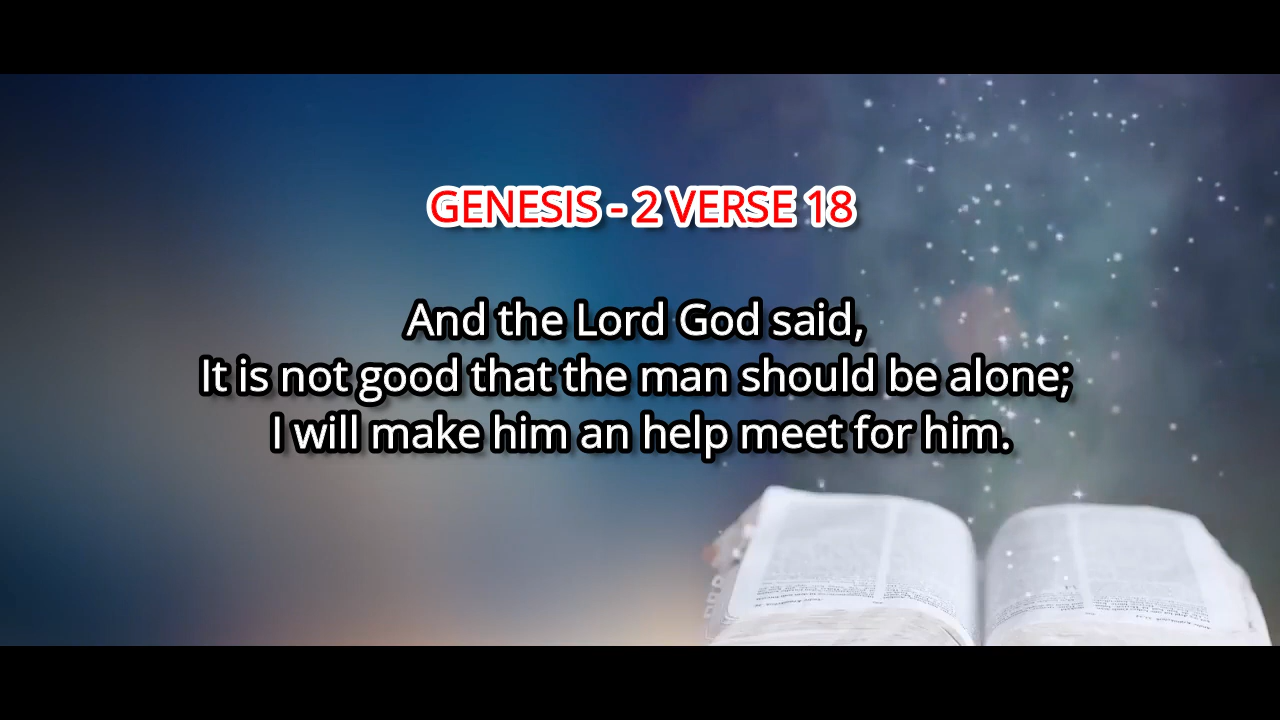 GENESIS - 2 VERSE 18
And the Lord God said,
It is not good that the man should be alone;
I will make him an help meet for him.